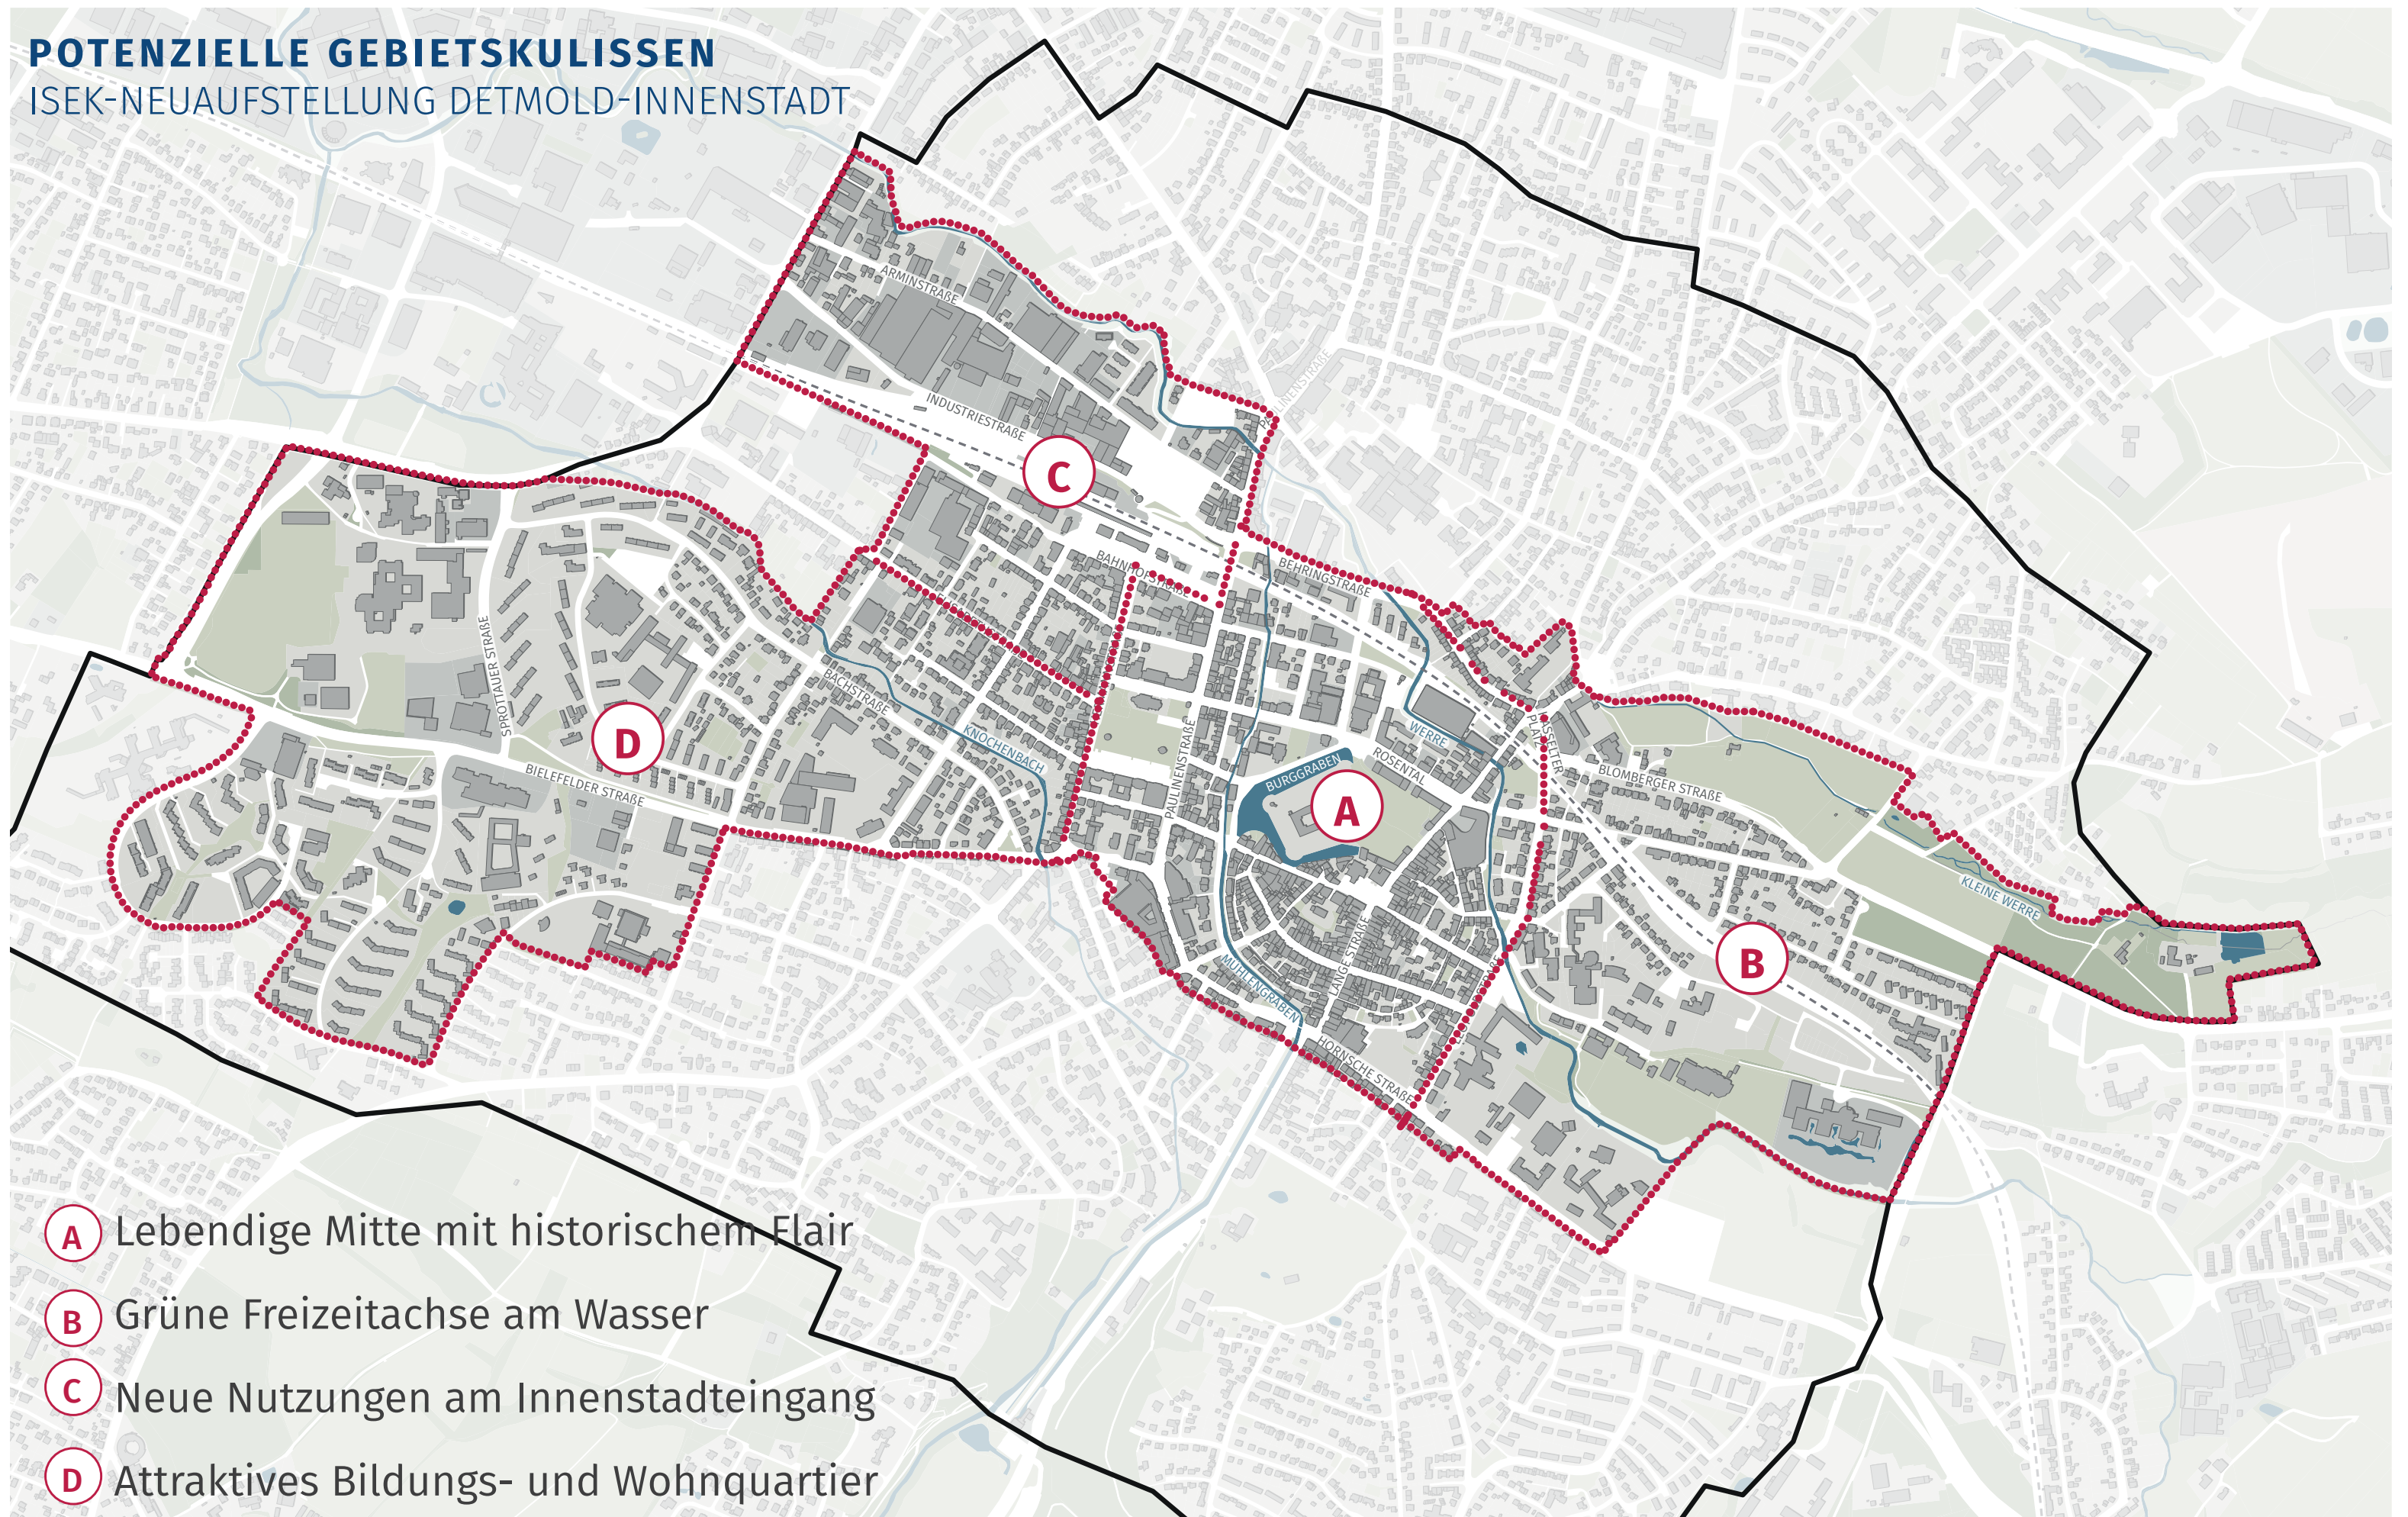 POTENZIELLE GEBIETSKULISSEN
ISEK-NEUAUFSTELLUNG DETMOLD-INNENSTADT
ARMINSTRAßE
INDUSTRIESTRAßE
C
BAHNHOFSTRAßE
BEHRINGSTRAßE
SPROTTAUER STRAßE
BACHSTRAßE
KNOCHENBACH
D
BIELEFELDER STRAßE
PAULINENSTRAßE
WERRE
ROSENTAL
BURGGRABEN
A
KASSELTER
PLATZ
BLOMBERGER STRAßE
KLEINE WERRE
B
LANGE STRAßE
MÜHLENGRABEN
HORNSCHE STRAßE
A Lebendige Mitte mit historischem Flair
B Grüne Freizeitachse am Wasser
C Neue Nutzungen am Innenstadteingang
D Attraktives Bildungs- und Wohnquartier